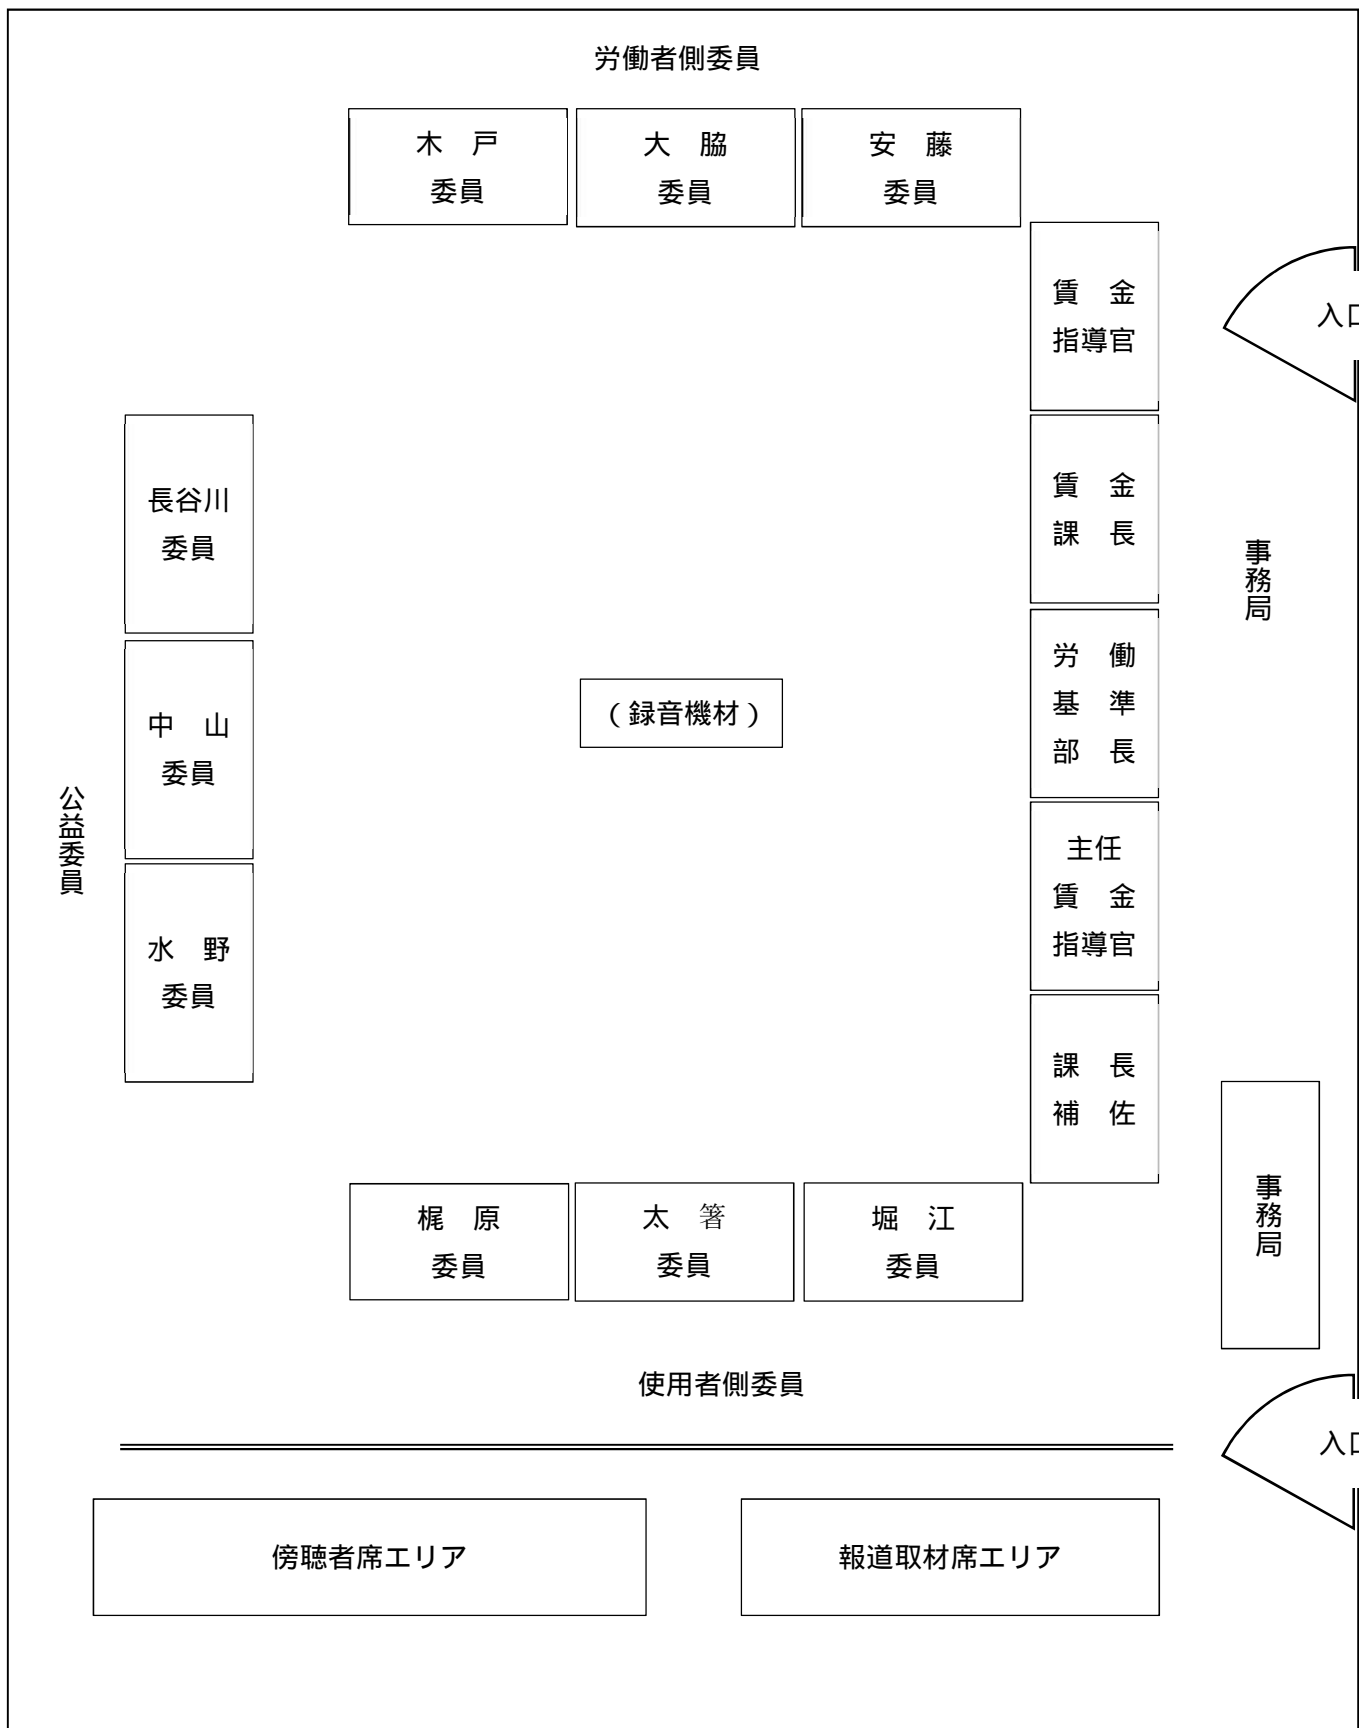 労働者側委員
木　戸
委員
大　脇
委員
安　藤
委員
賃　金
指導官
入口
長谷川
委員
賃　金
課　長
事務局
労　働
基　準
部　長
（録音機材）
中　山
委員
公益委員
主任
賃　金
指導官
水　野
委員
課　長
補　佐
事務局
梶　原
委員
太　箸
委員
堀　江
委員
使用者側委員
入口
傍聴者席エリア
報道取材席エリア